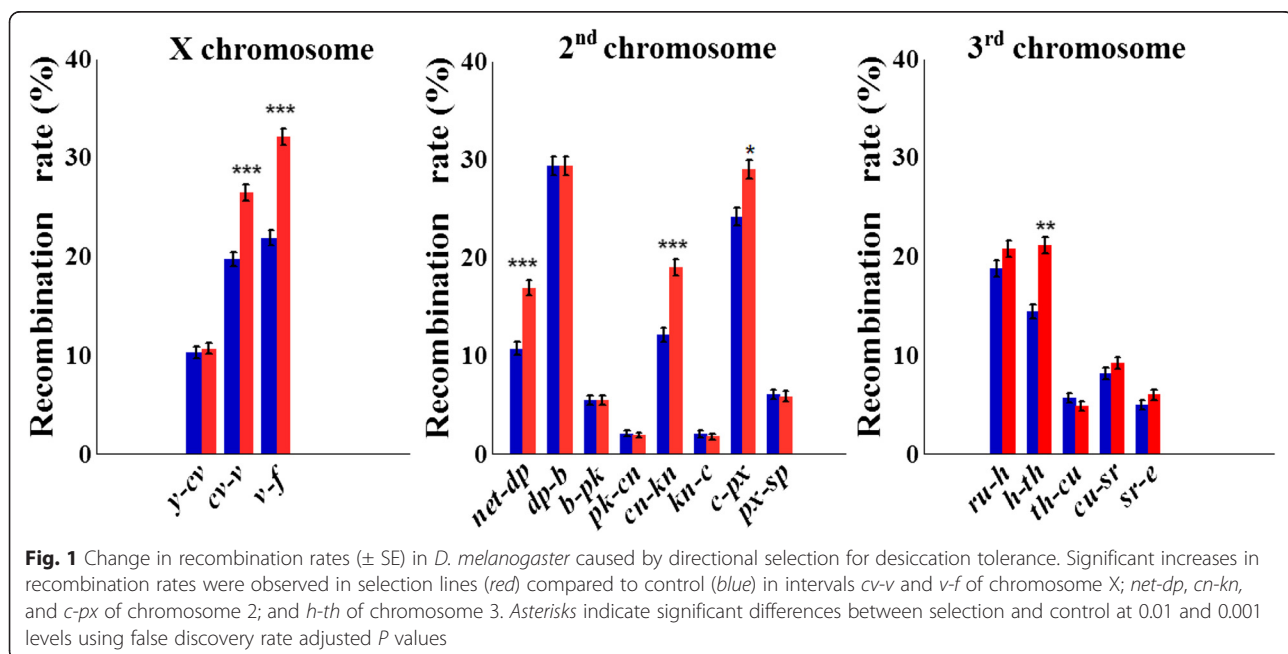 X chromosome
2nd chromosome
3rd chromosome
Recombination rate (%)
40
30
20
10
0
***
***
y-cv
cv-v
v-f
Recombination rate (%)
40
30
20
10
0
***
***
*
net-dp
dp-b
b-pk
pk-cn
cn-kn
kn-c
c-px
px-sp
Recombination rate (%)
40
30
20
10
0
**
ru-h
h-th
th-cu
cu-sr
sr-e
Fig. 1 Change in recombination rates (± SE) in D. melanogaster caused by directional selection for desiccation tolerance. Significant increases in
recombination rates were observed in selection lines (red) compared to control (blue) in intervals cv-v and v-f of chromosome X; net-dp, cn-kn,
and c-px of chromosome 2; and h-th of chromosome 3. Asterisks indicate significant differences between selection and control at 0.01 and 0.001
levels using false discovery rate adjusted P values